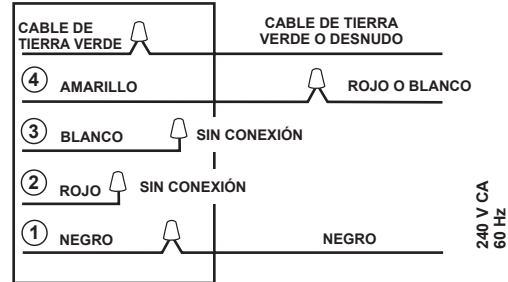 CABLE DE
TIERRA VERDE
CABLE DE TIERRA
VERDE O DESNUDO
4 AMARILLO
ROJO O BLANCO
3 BLANCO
SIN CONEXIÓN
2 ROJO
SIN CONEXIÓN
1 NEGRO
NEGRO
240 V CA
60 Hz